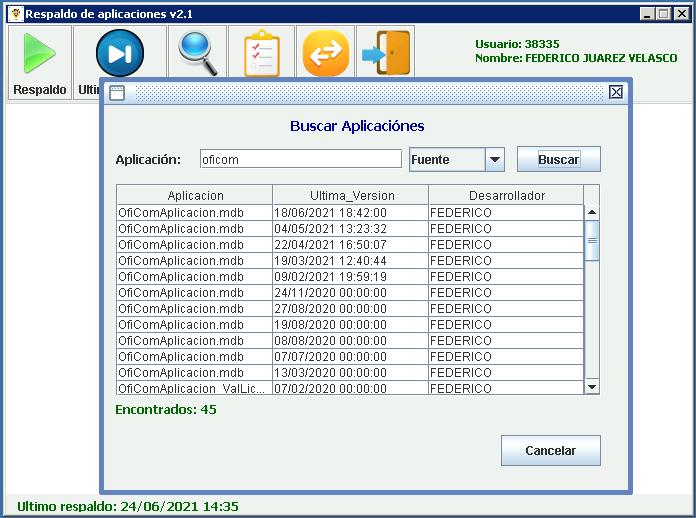 Respaldo de aplicaciones v2.1
Usuario: 38335
Nombre: FEDERICO JUAREZ VELASCO
Respaldo
Buscar Aplicaciónes
Aplicación: oficom Fuente Buscar
Aplicacion Ultima_Version Desarrollador
OfiComAplicacion.mdb 18/06/2021 18:42:00 FEDERICO
OfiComAplicacion.mdb 04/05/2021 13:23:32 FEDERICO
OfiComAplicacion.mdb 22/04/2021 16:50:07 FEDERICO
OfiComAplicacion.mdb 19/03/2021 12:40:44 FEDERICO
OfiComAplicacion.mdb 09/02/2021 19:59:19 FEDERICO
OfiComAplicacion.mdb 24/11/2020 00:00:00 FEDERICO
OfiComAplicacion.mdb 27/08/2020 00:00:00 FEDERICO
OfiComAplicacion.mdb 19/08/2020 00:00:00 FEDERICO
OfiComAplicacion.mdb 08/08/2020 00:00:00 FEDERICO
OfiComAplicacion.mdb 07/07/2020 00:00:00 FEDERICO
OfiComAplicacion.mdb 13/03/2020 00:00:00 FEDERICO
OfiComAplicacion_ValLic... 07/02/2020 00:00:00 FEDERICO
Encontrados: 45
Cancelar
Ultimo respaldo: 24/06/2021 14:35